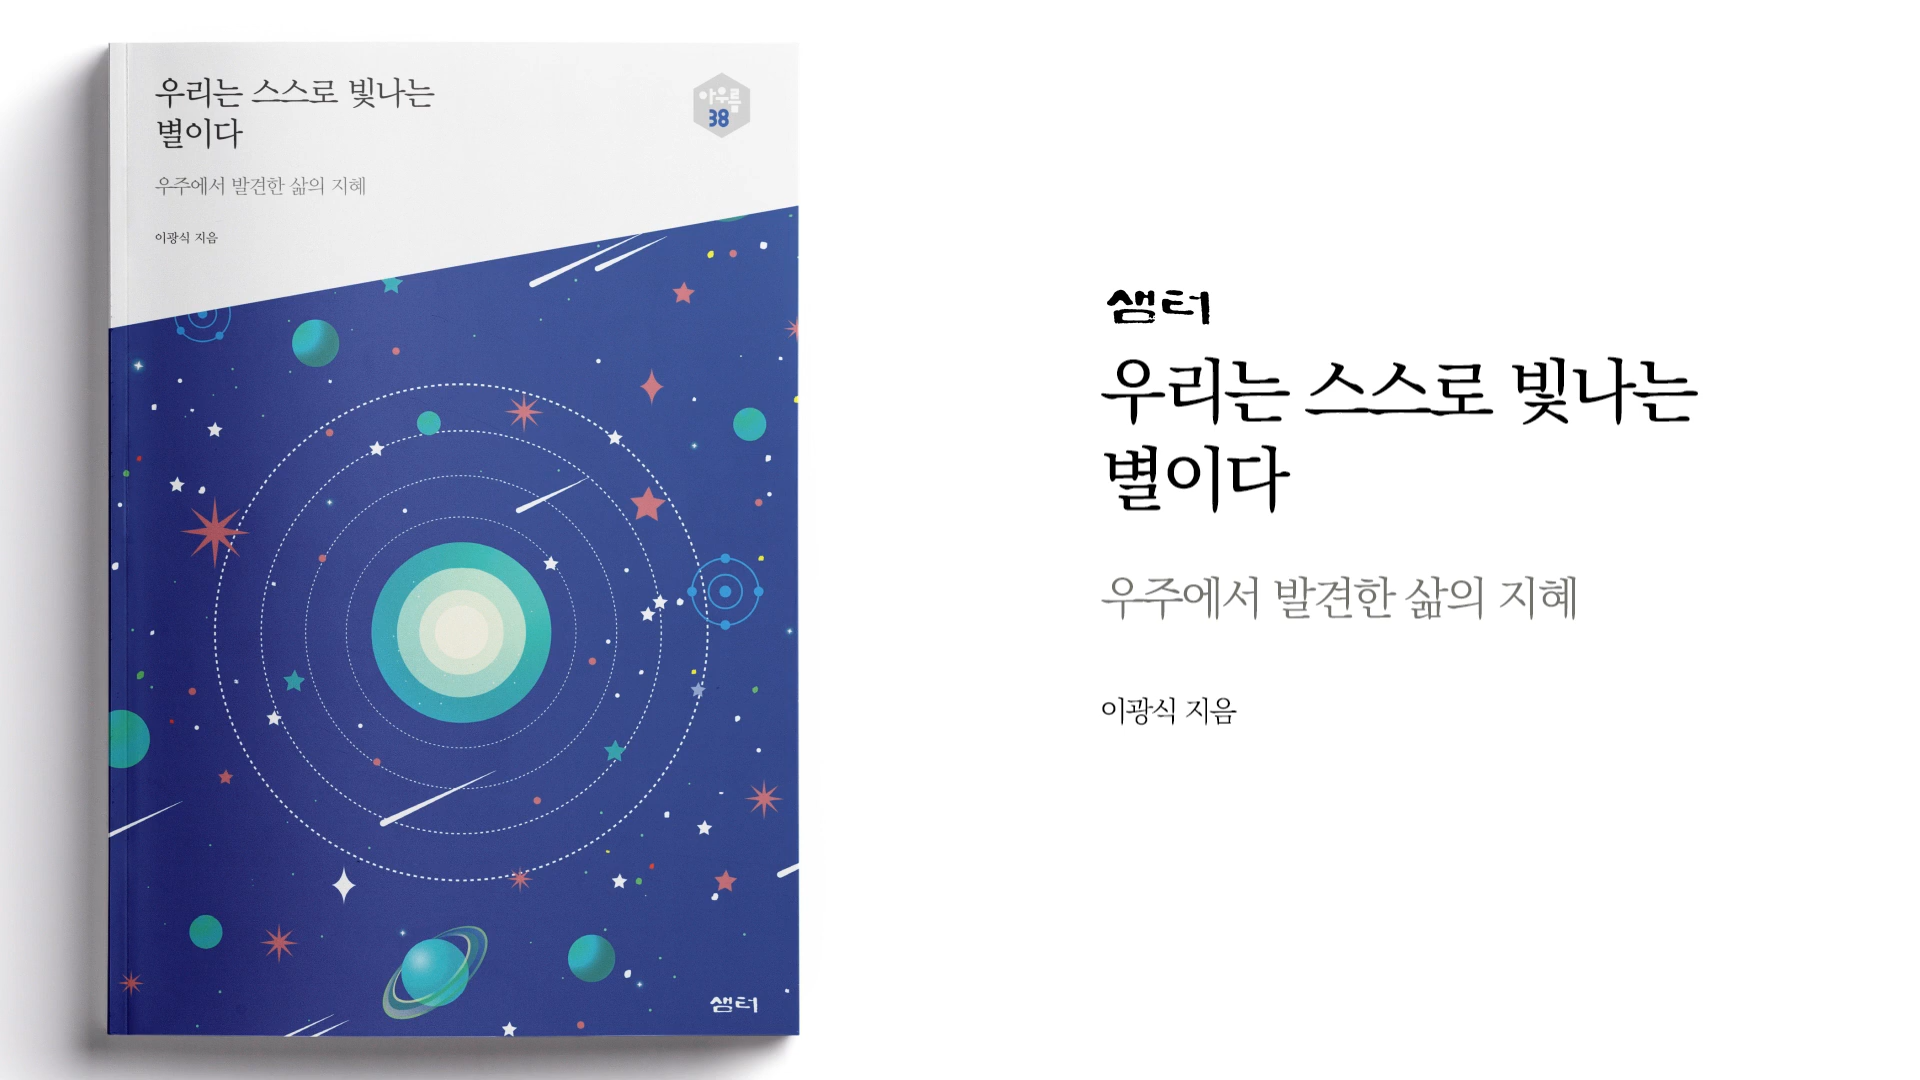 우리는 스스로 빛나는
별이다
우주에서 발견한 삶의 지혜
이광식 지음
아우름
38
샘터
샘터
우리는 스스로 빛나는
별이다
우주에서 발견한 삶의 지혜
이광식 지음